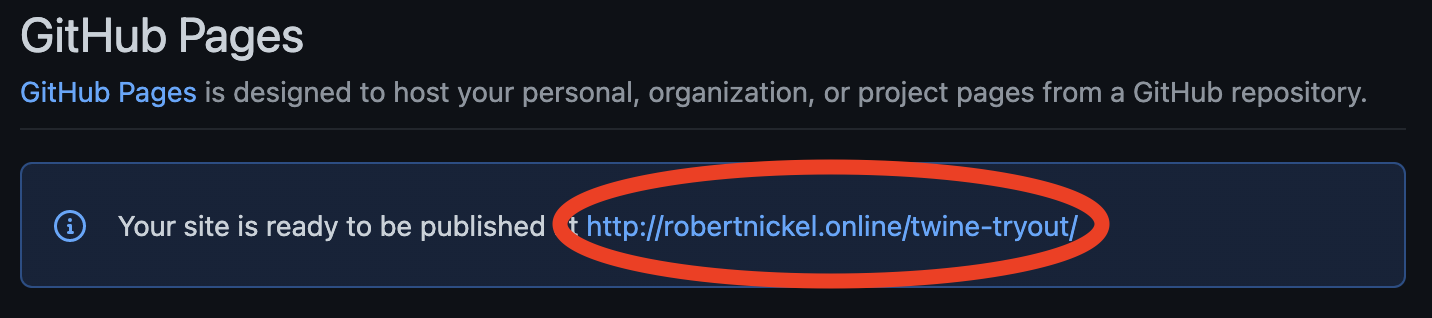 GitHub Pages
GitHub Pages is designed to host your personal, organization, or project pages from a GitHub repository.
Your site is ready to be published t http://robertnickel.online/twine-tryout/